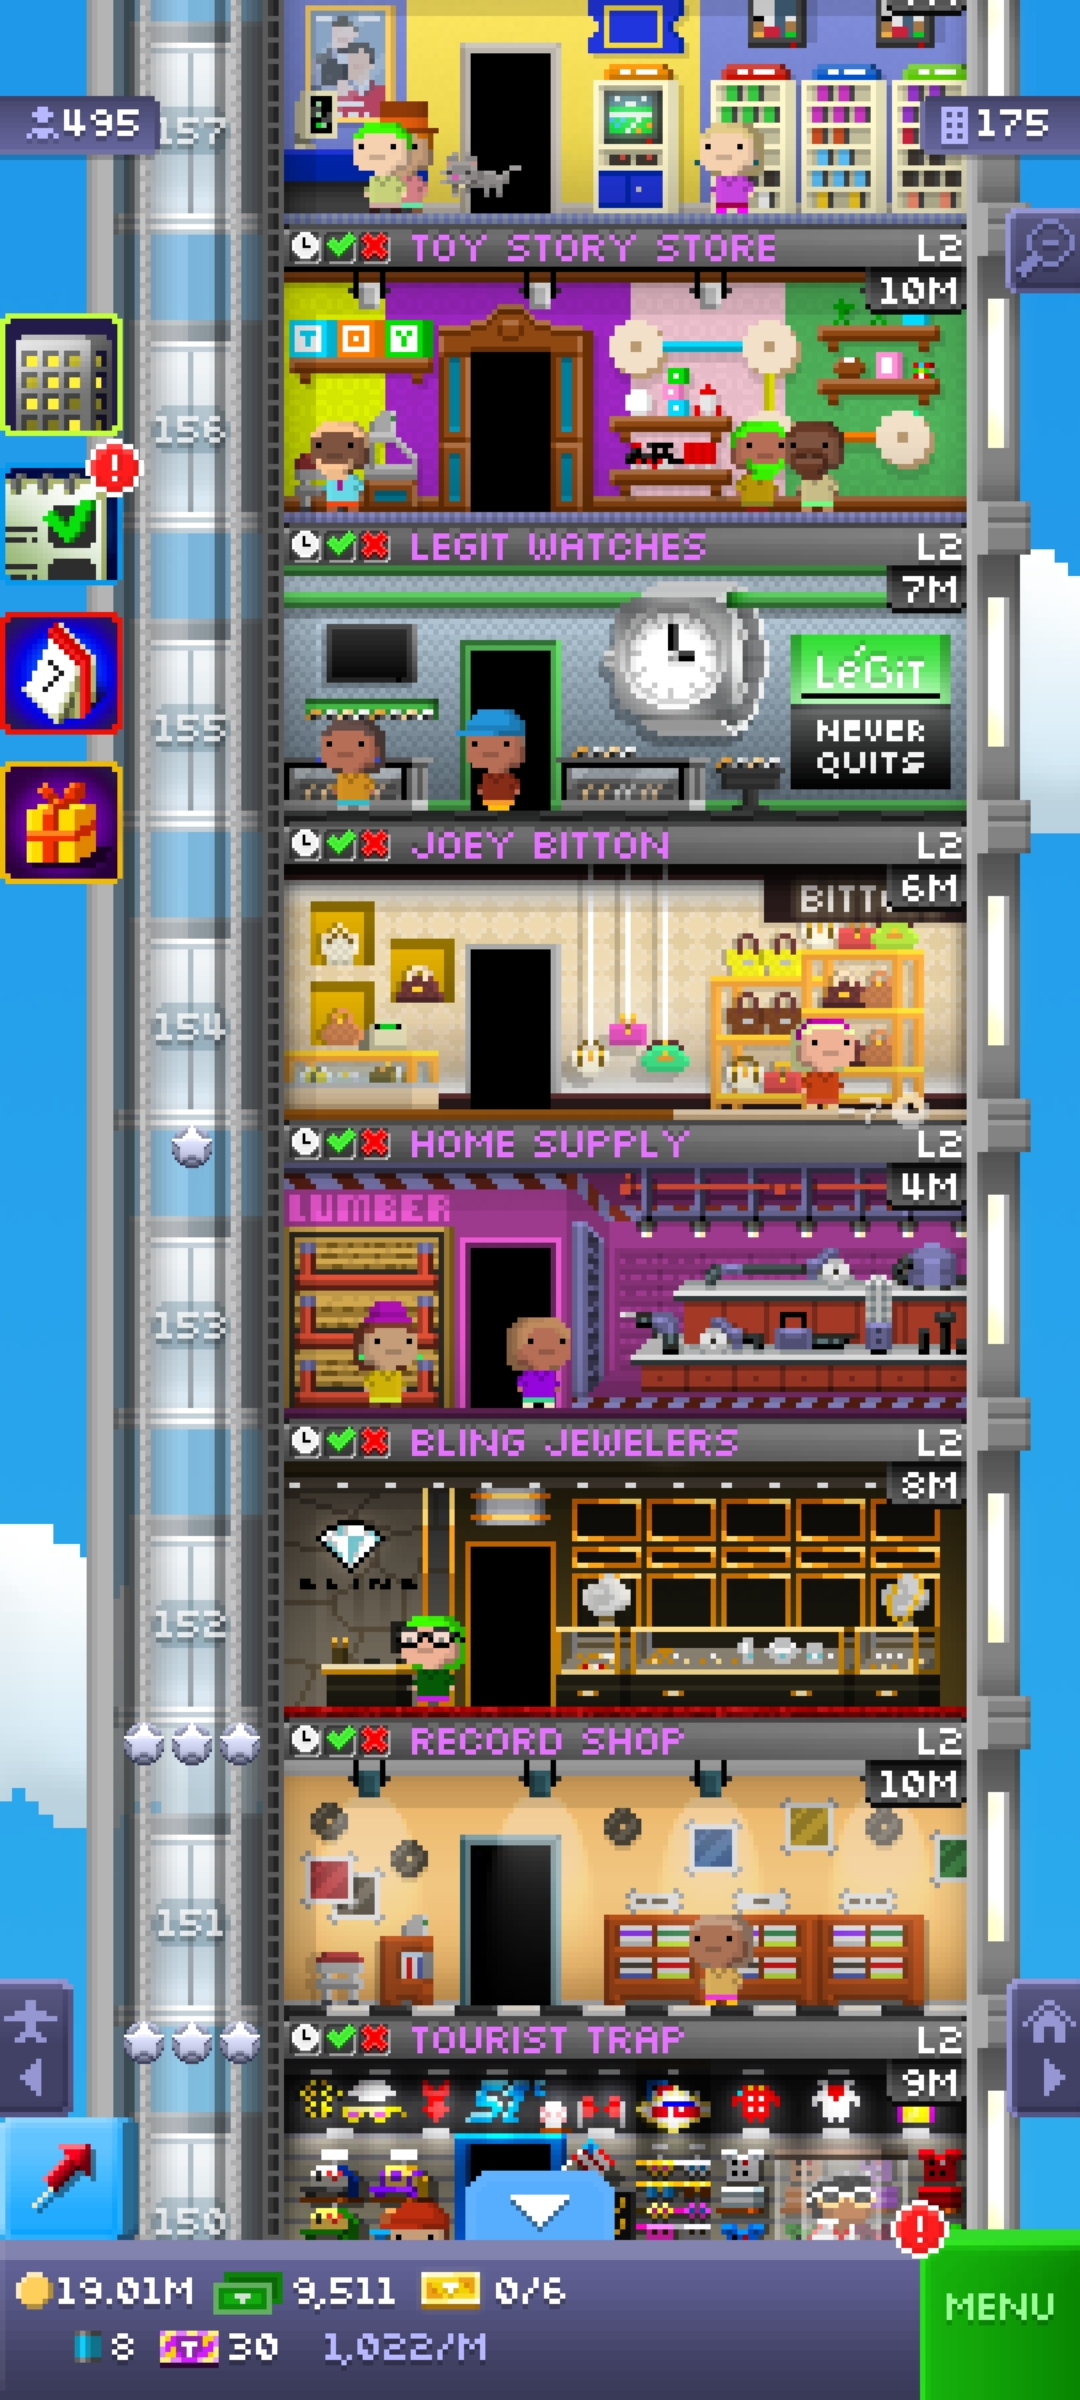 495
157
175
TOY STORY STORE L2
10M
TOY
156
LEGIT WATCHES L2
7M
LéGiT
NEVER
QUITS
155
JOEY BITTON L2
6M
154
HOME SUPPLY L2
4M
LUMBER
153
BLING JEWELERS L2
8M
BLING
152
RECORD SHOP L2
10M
151
TOURIST TRAP L2
9M
150
19.01M 9,511 0/6
MENU
8 T 30 1,022/M